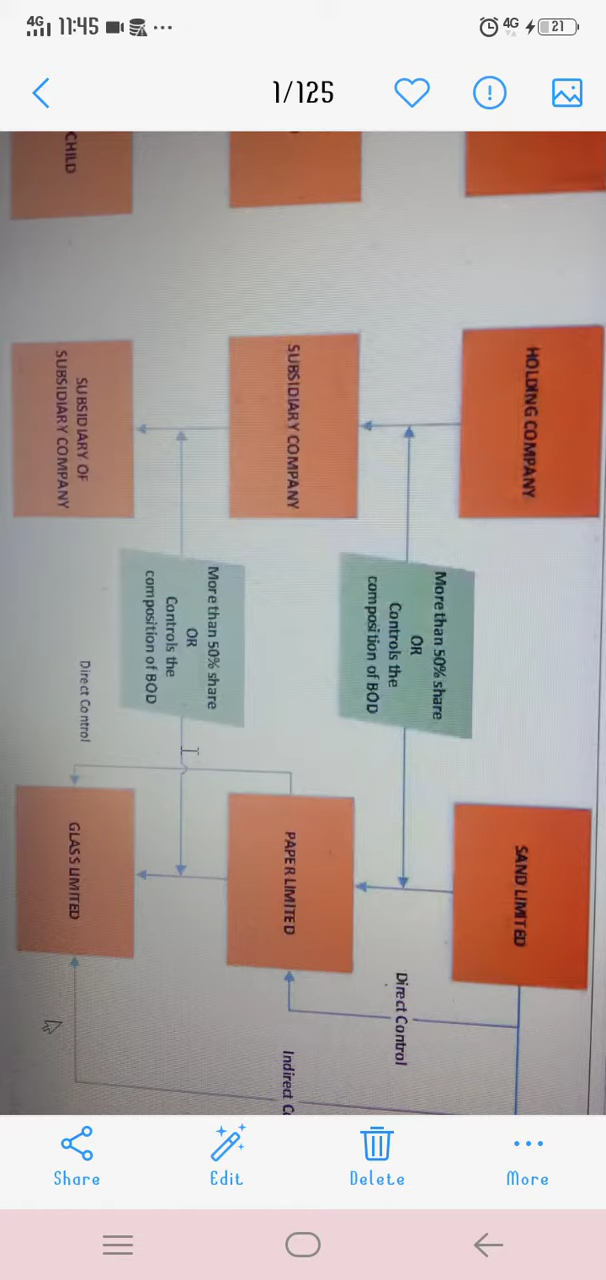 4G 11:45 ...
4G 21
1/125
CHILD
HOLDING COMPANY
SUBSIDIARY COMPANY
SUBSIDIARY OF
SUBSIDIARY COMPANY
More than 50% share
OR
Controls the
composition of BOD
More than 50% share
OR
Controls the
composition of BOD
Direct Control
SAND LIMITED
PAPER LIMITED
GLASS LIMITED
Direct Control
Indirect
Share
Edit
Delete
More